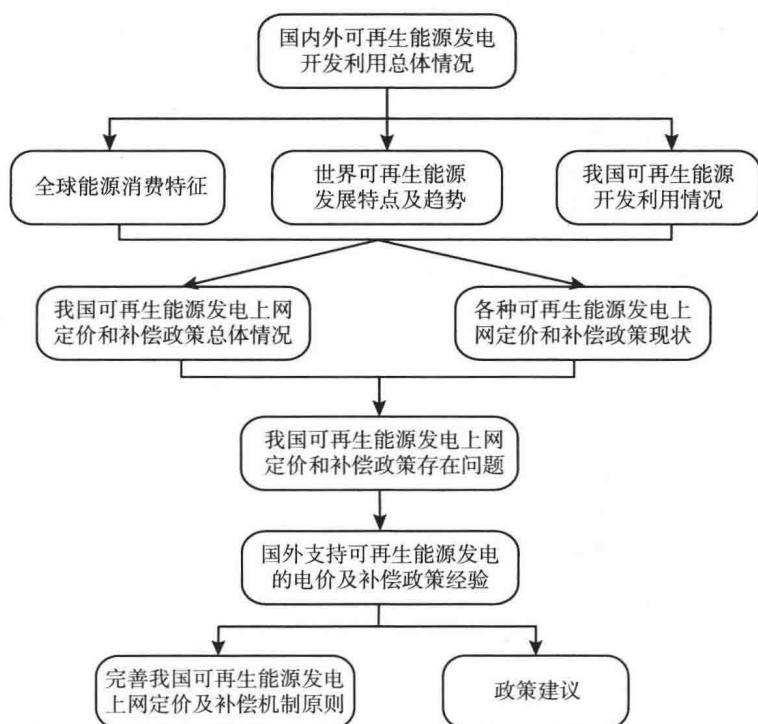 国内外可再生能源发电
开发利用总体情况
全球能源消费特征
世界可再生能源
发展特点及趋势
我国可再生能源
开发利用情况
我国可再生能源发电上网
定价和补偿政策总体情况
各种可再生能源发电上
网定价和补偿政策现状
我国可再生能源发电上网
定价和补偿政策存在问题
国外支持可再生能源发电
的电价及补偿政策经验
完善我国可再生能源发电
上网定价及补偿机制原则
政策建议